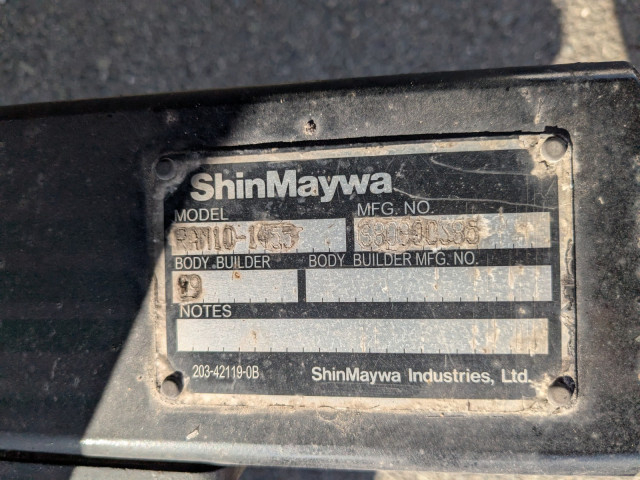 ShinMaywa
MODEL MFG. NO.
BODY BUILDER BODY BUILDER MFG. NO.
NOTES
203-42119-0B ShinMaywa Industries, Ltd.